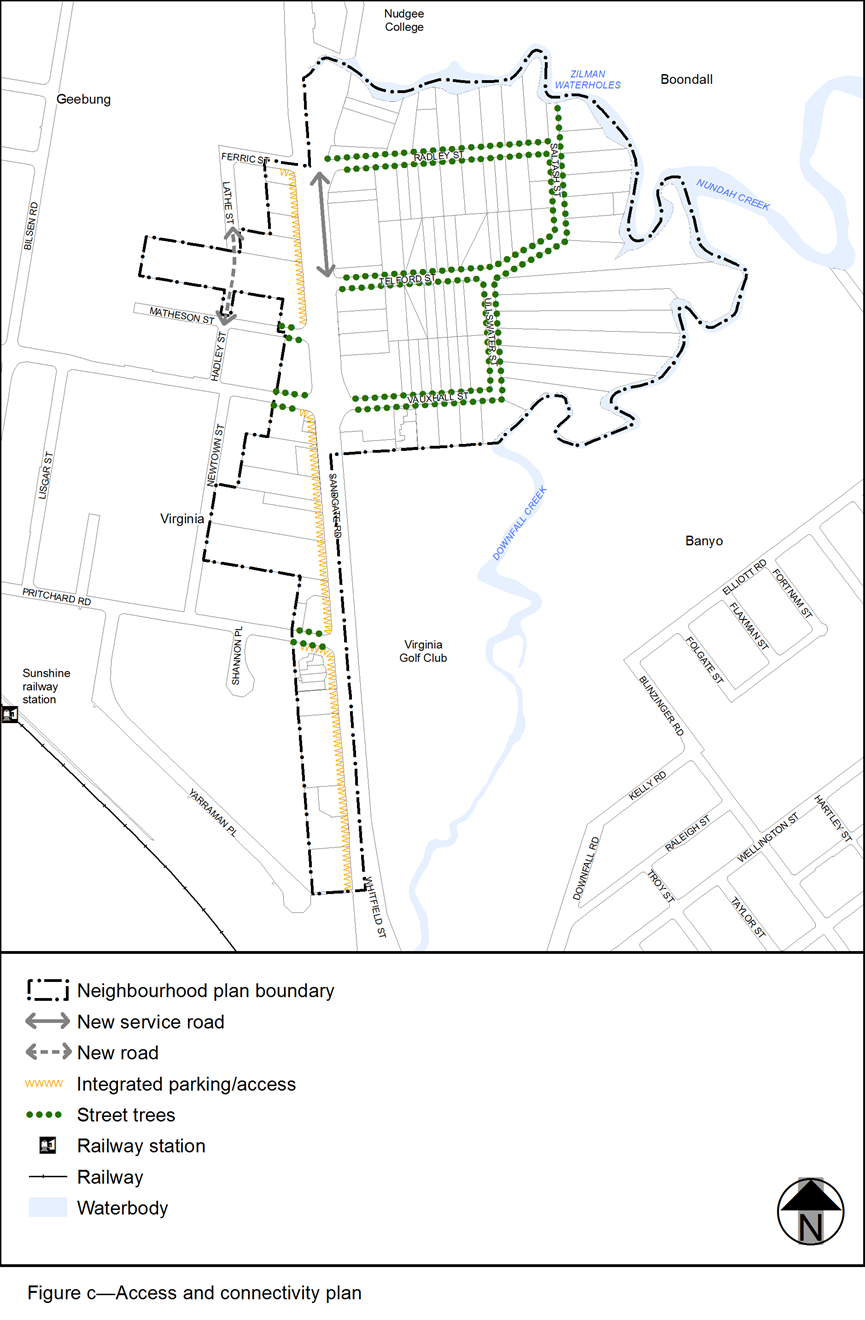 Nudgee
College
ZILMAN
WATERHOLES
Boondall
Geebung
FERRIC ST
RADLEY ST
SALTASH ST
LATHE ST
NUNDAH CREEK
BILSEN RD
TELFORD ST
MATHESON ST
ULLSWATER ST
HADLEY ST
VAUXHALL ST
NEWTOWN ST
LISGAR ST
SANDGATE RD
DOWNFALL CREEK
Virginia
Banyo
PRITCHARD RD
ELLIOTT RD
FORTNAM ST
FLAXMAN ST
FOLGATE ST
SHANNON PL
Virginia
Golf Club
Sunshine
railway
station
BLINZINGER RD
KELLY RD
YARRAMAN PL
RALEIGH ST
WELLINGTON ST
HARTLEY ST
DOWNFALL RD
TROY ST
TAYLOR ST
WHITFIELD ST
Neighbourhood plan boundary
New service road
New road
Integrated parking/access
Street trees
Railway station
Railway
Waterbody
N
Figure c—Access and connectivity plan